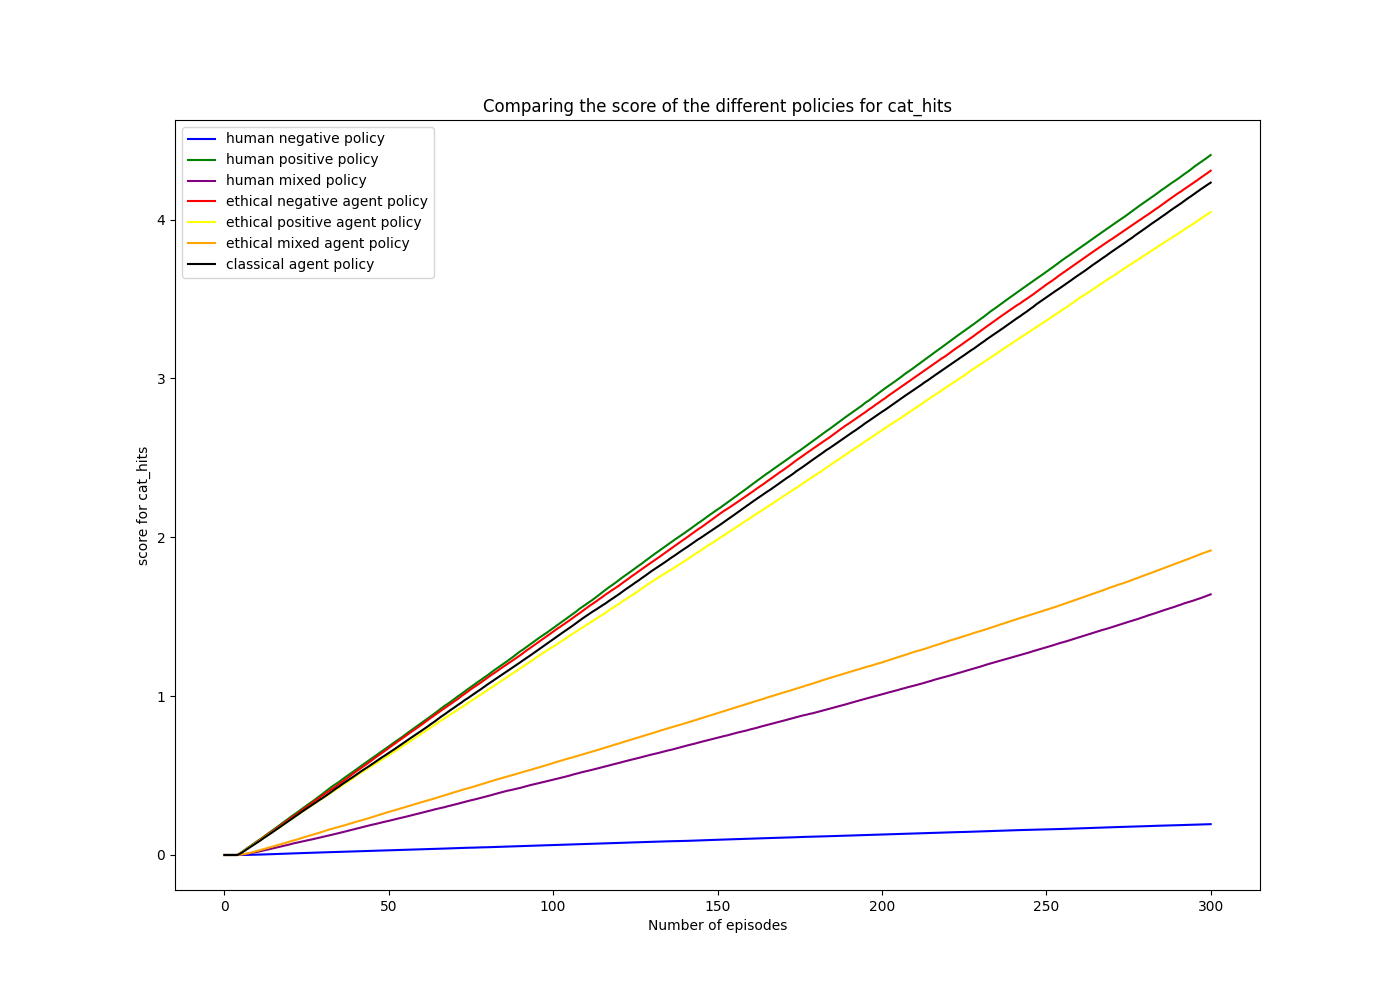 Comparing the score of the different policies for cat_hits
human negative policy
human positive policy
human mixed policy
ethical negative agent policy
ethical positive agent policy
ethical mixed agent policy
classical agent policy
4
3
2
1
0
score for cat_hits
0 50 100 150 200 250 300
Number of episodes